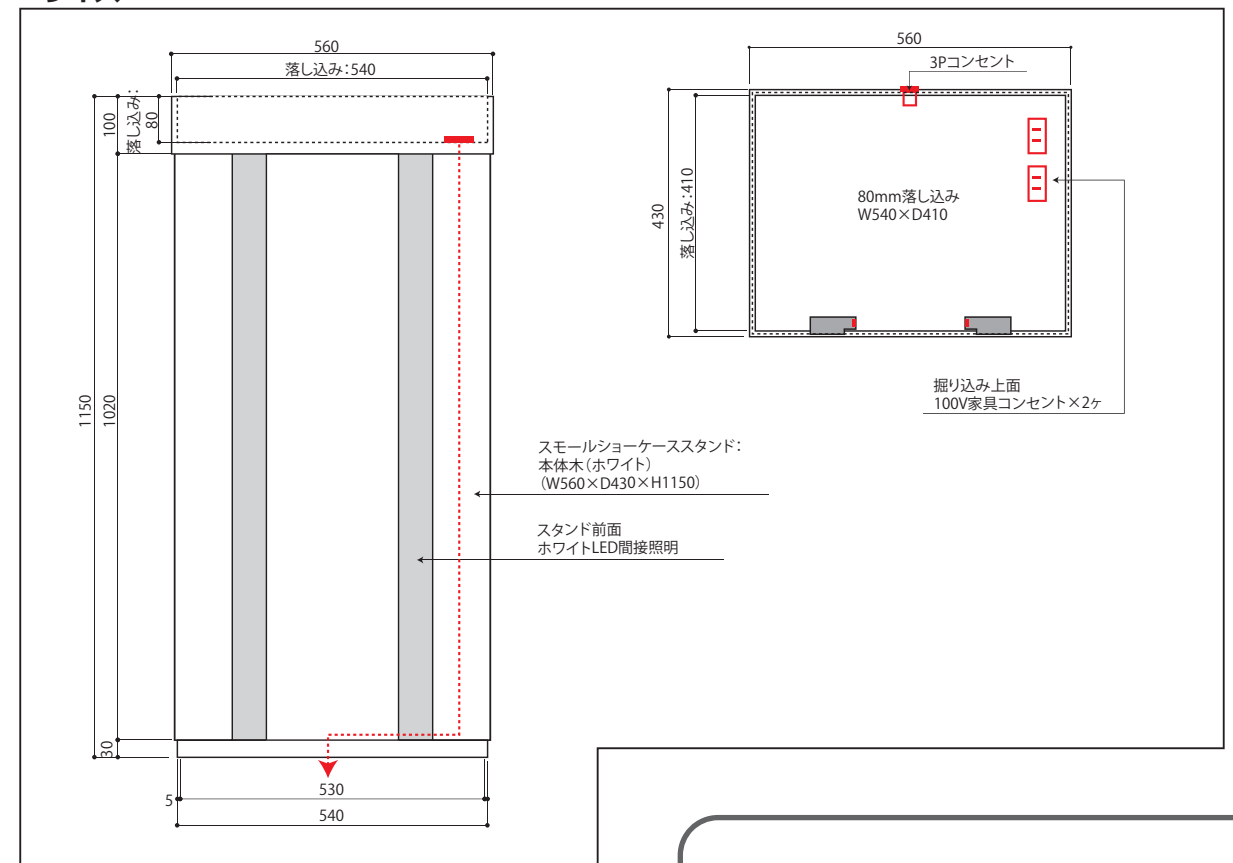 560
落し込み：540
100
落し込み：
80
1150
1020
30
5
530
540
スモールショーケーススタンド：
本体木（ホワイト）
（W560×D430×H1150）
スタンド前面
ホワイトLED間接照明
560
3Pコンセント
430
落し込み：410
80mm落し込み
W540×D410
掘り込み上面
100V家具コンセント×2ヶ